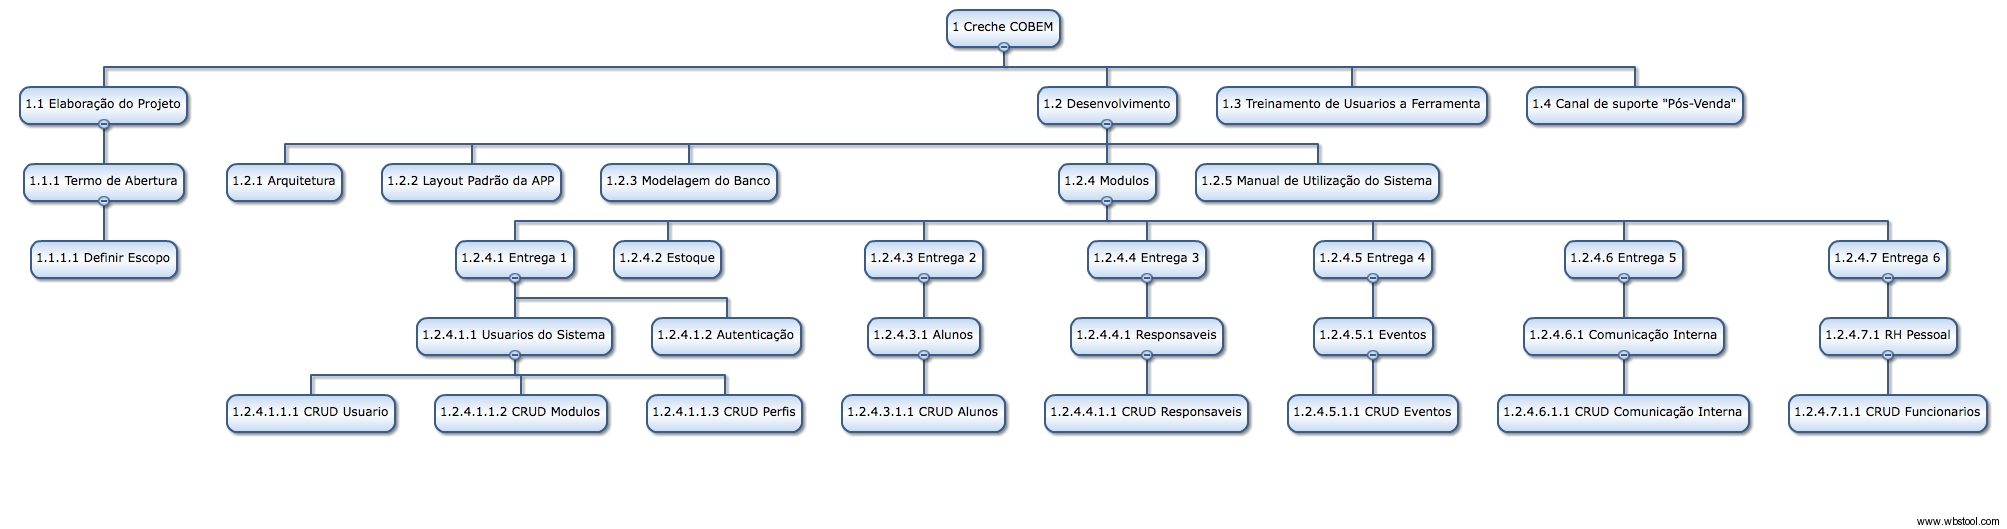 1 Creche COBEM
1.1 Elaboração do Projeto
1.2 Desenvolvimento
1.3 Treinamento de Usuarios a Ferramenta
1.4 Canal de suporte "Pós-Venda"
1.1.1 Termo de Abertura
1.2.1 Arquitetura
1.2.2 Layout Padrão da APP
1.2.3 Modelagem do Banco
1.2.4 Modulos
1.2.5 Manual de Utilização do Sistema
1.1.1.1 Definir Escopo
1.2.4.1 Entrega 1
1.2.4.2 Estoque
1.2.4.3 Entrega 2
1.2.4.4 Entrega 3
1.2.4.5 Entrega 4
1.2.4.6 Entrega 5
1.2.4.7 Entrega 6
1.2.4.1.1 Usuarios do Sistema
1.2.4.1.2 Autenticação
1.2.4.3.1 Alunos
1.2.4.4.1 Responsaveis
1.2.4.5.1 Eventos
1.2.4.6.1 Comunicação Interna
1.2.4.7.1 RH Pessoal
1.2.4.1.1.1 CRUD Usuario
1.2.4.1.1.2 CRUD Modulos
1.2.4.1.1.3 CRUD Perfis
1.2.4.3.1.1 CRUD Alunos
1.2.4.4.1.1 CRUD Responsaveis
1.2.4.5.1.1 CRUD Eventos
1.2.4.6.1.1 CRUD Comunicação Interna
1.2.4.7.1.1 CRUD Funcionarios
www.wbstool.com